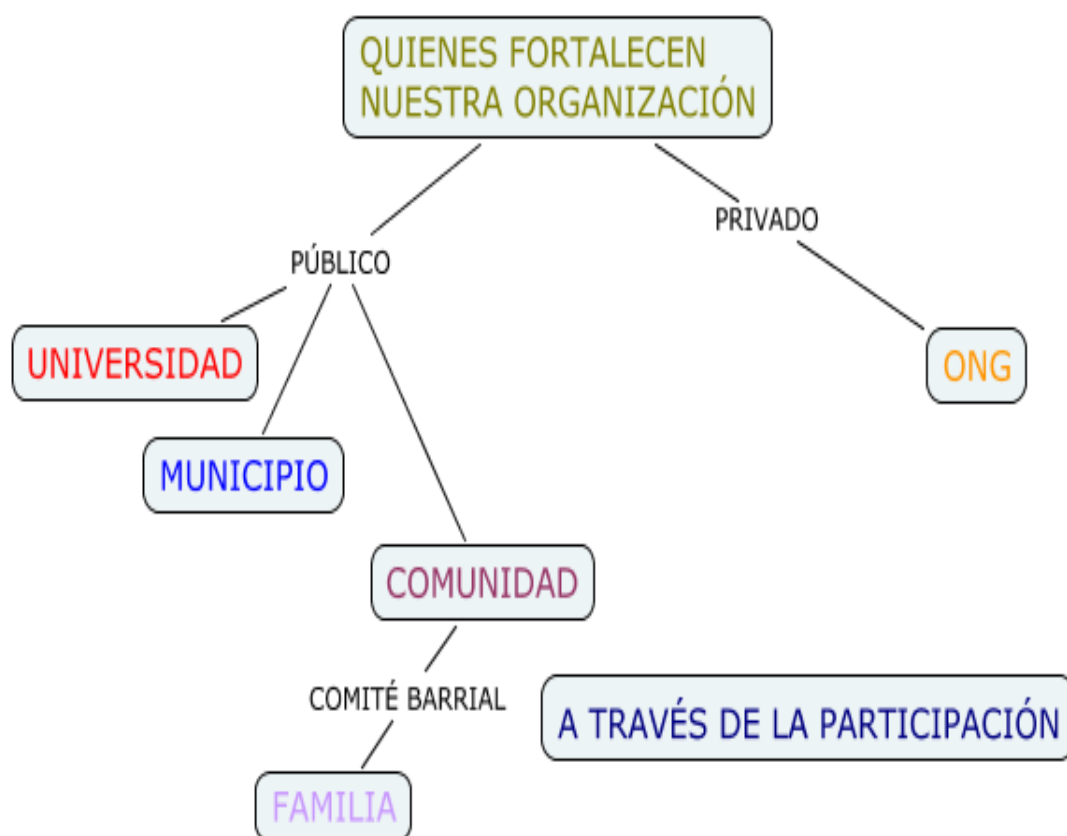 QUIENES FORTALECEN
NUESTRA ORGANIZACIÓN
PRIVADO
PÚBLICO
UNIVERSIDAD
ONG
MUNICIPIO
COMUNIDAD
COMITÉ BARRIAL
A TRAVÉS DE LA PARTICIPACIÓN
FAMILIA